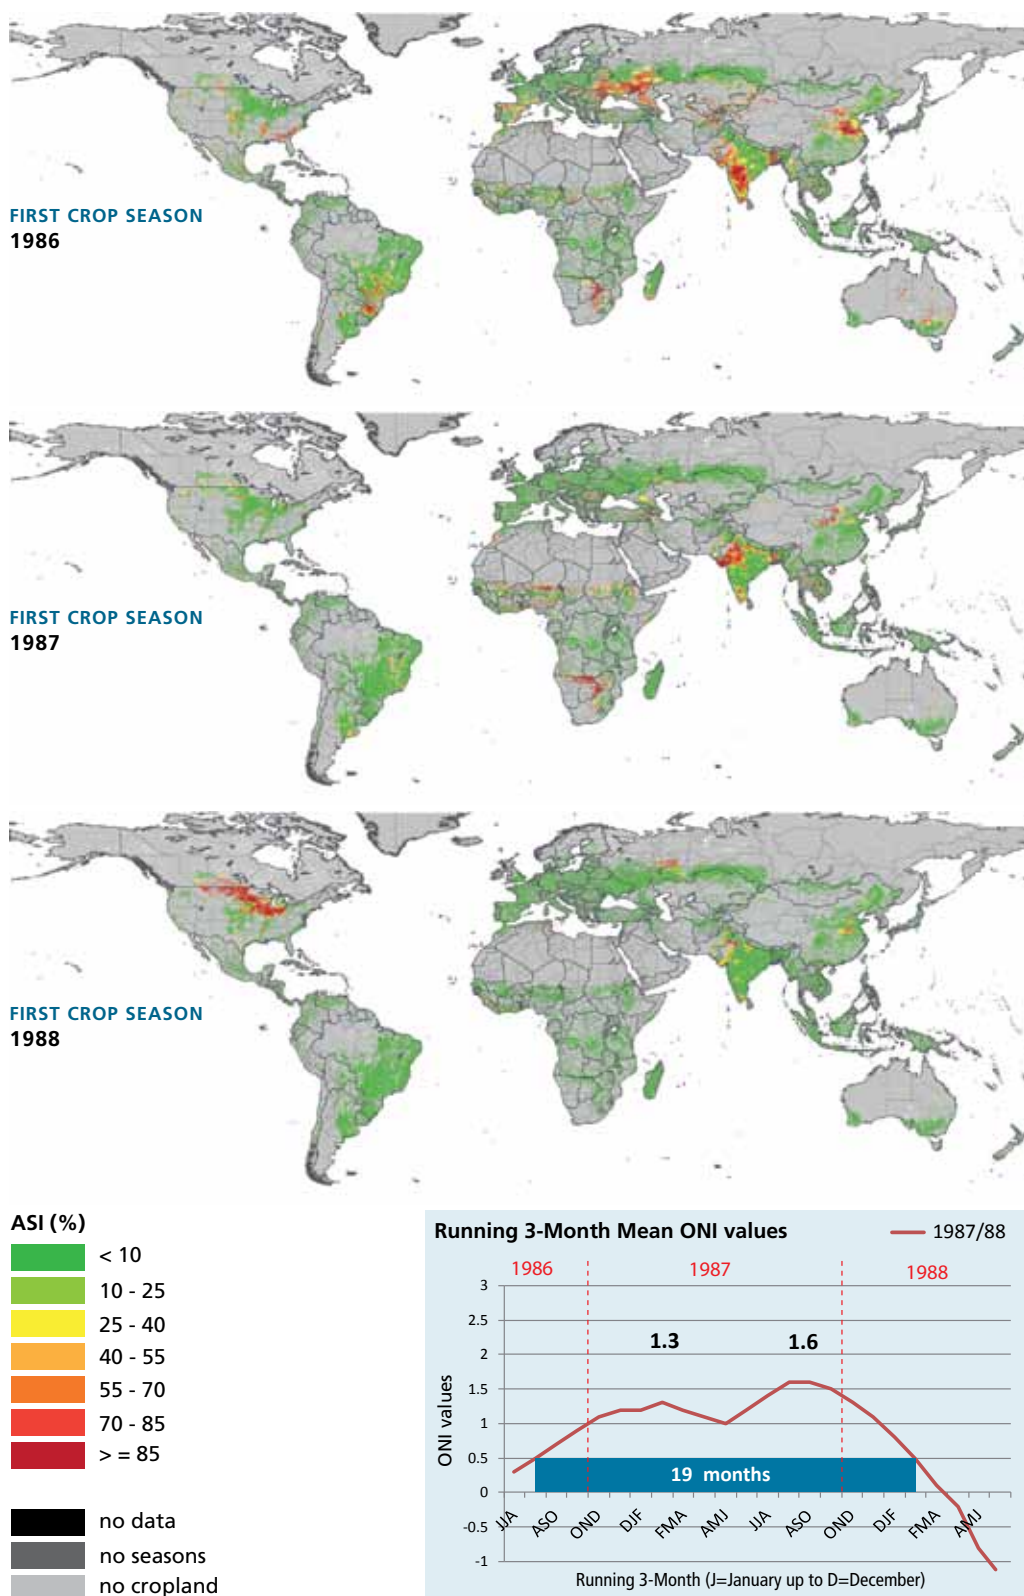 FIRST CROP SEASON
1986
FIRST CROP SEASON
1987
FIRST CROP SEASON
1988
ASI (%)
< 10
10 - 25
25 - 40
40 - 55
55 - 70
70 - 85
> = 85
no data
no seasons
no cropland
Running 3-Month Mean ONI values
1987/88
1986
1987
1988
3
2.5
2
1.5
1
0.5
0
-0.5
-1
ONI values
1.3
1.6
19 months
JJA
ASO
OND
DJF
FMA
AMJ
JJA
ASO
OND
DJF
FMA
AMJ
Running 3-Month (J=January up to D=December)